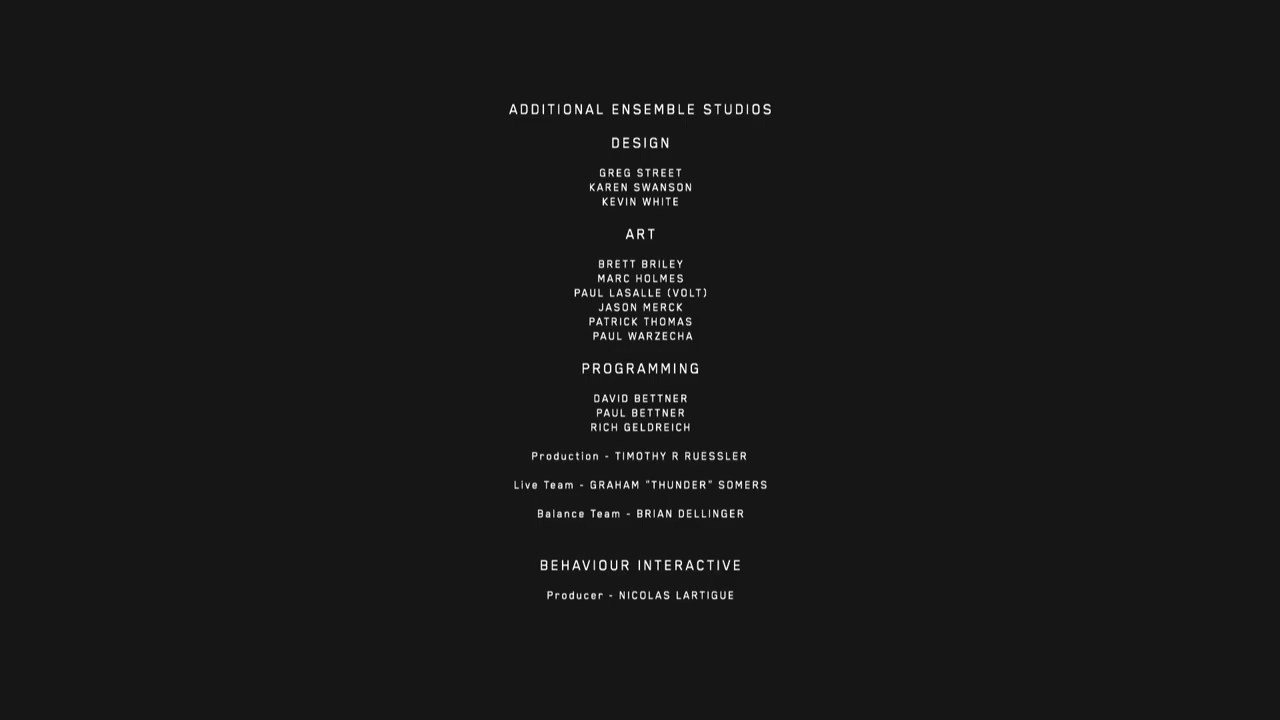 ADDITIONAL ENSEMBLE STUDIOS
DESIGN
GREG STREET
KAREN SWANSON
KEVIN WHITE
ART
BRETT BRILEY
MARC HOLMES
PAUL LASALLE (VOLT)
JASON MERCK
PATRICK THOMAS
PAUL WARZECHA
PROGRAMMING
DAVID BETTNER
PAUL BETTNER
RICH GELDREICH
Production - TIMOTHY R RUESSLER
Live Team - GRAHAM "THUNDER" SOMERS
Balance Team - BRIAN DELLINGER
BEHAVIOUR INTERACTIVE
Producer - NICOLAS LARTIGUE